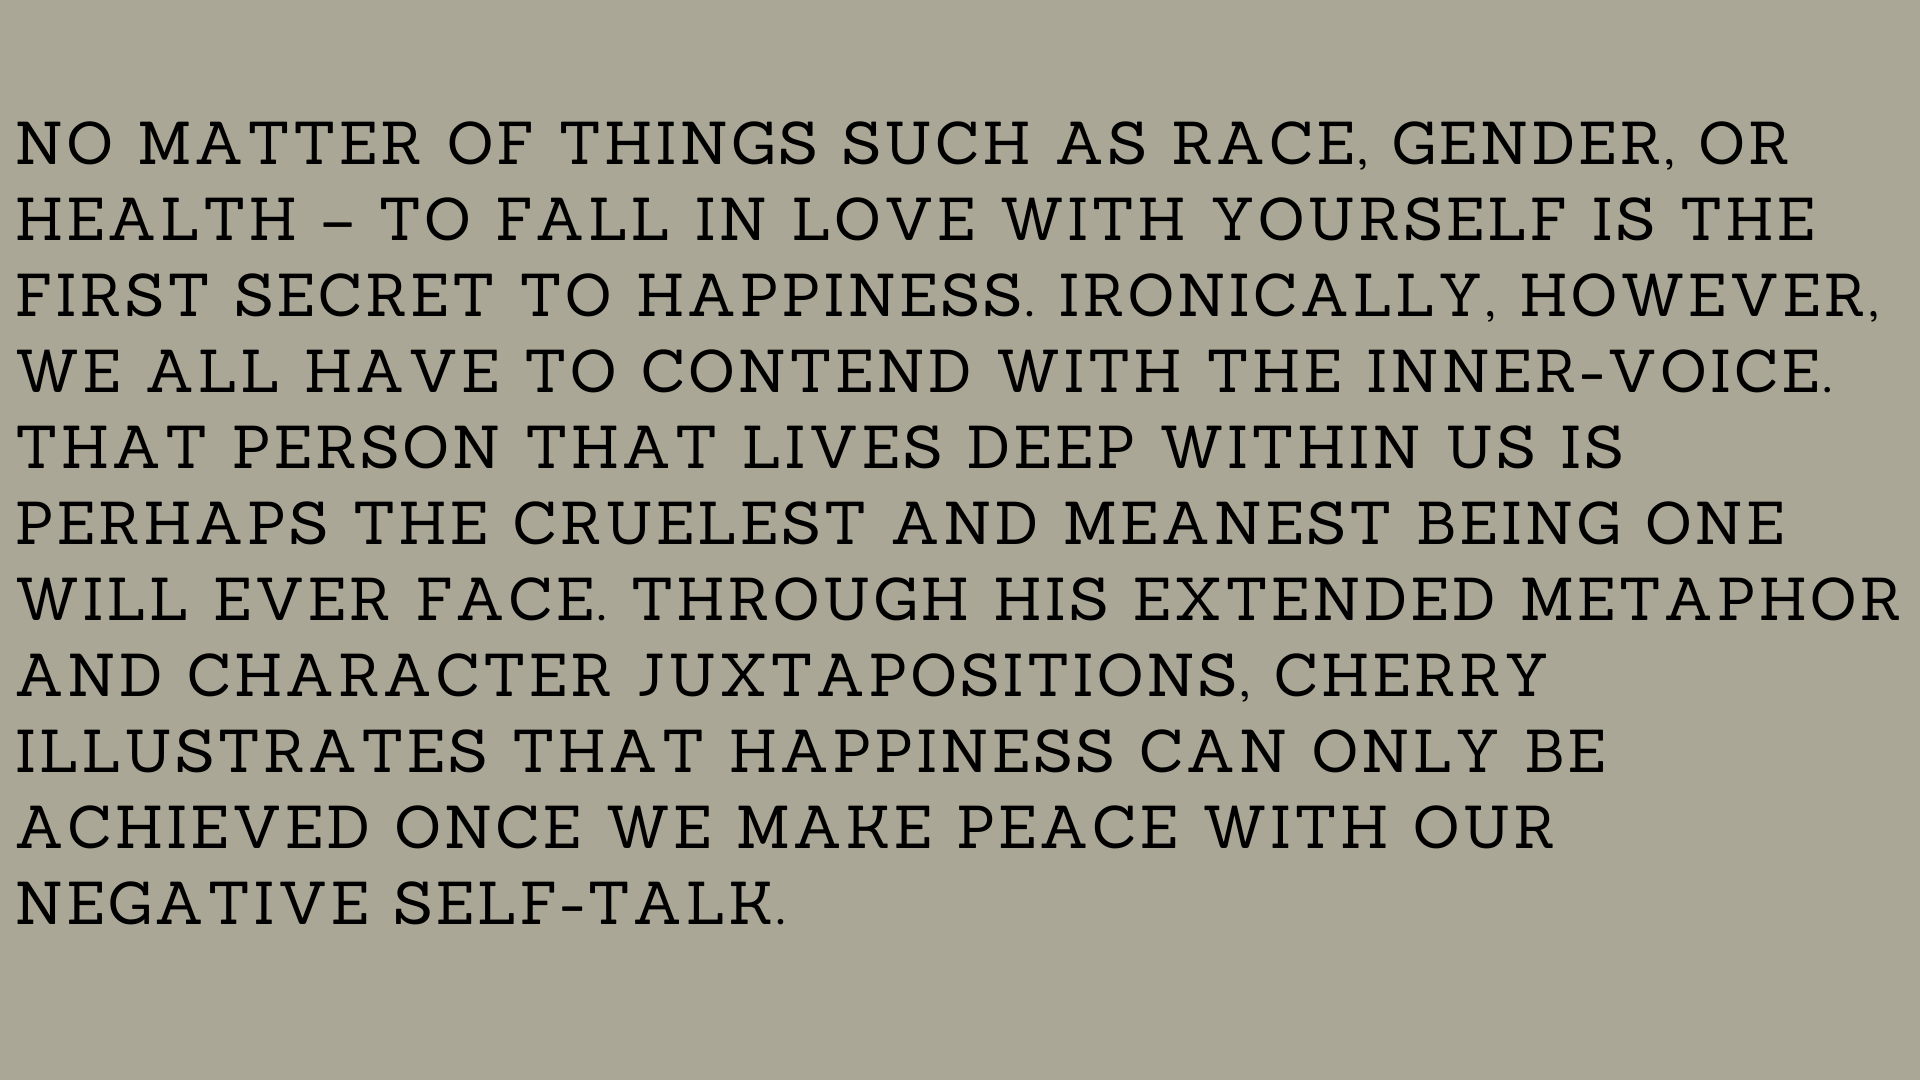 NO MATTER OF THINGS SUCH AS RACE, GENDER, OR
HEALTH – TO FALL IN LOVE WITH YOURSELF IS THE
FIRST SECRET TO HAPPINESS. IRONICALLY, HOWEVER,
WE ALL HAVE TO CONTEND WITH THE INNER-VOICE.
THAT PERSON THAT LIVES DEEP WITHIN US IS
PERHAPS THE CRUELEST AND MEANEST BEING ONE
WILL EVER FACE. THROUGH HIS EXTENDED METAPHOR
AND CHARACTER JUXTAPOSITIONS, CHERRY
ILLUSTRATES THAT HAPPINESS CAN ONLY BE
ACHIEVED ONCE WE MAKE PEACE WITH OUR
NEGATIVE SELF-TALK.